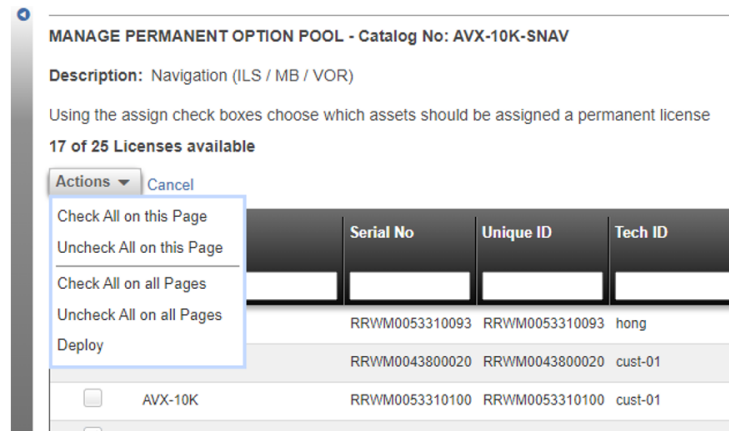 MANAGE PERMANENT OPTION POOL - Catalog No: AVX-10K-SNAV
Description: Navigation (ILS / MB / VOR)
Using the assign check boxes choose which assets should be assigned a permanent license
17 of 25 Licenses available
Actions Cancel
Check All on this Page
Uncheck All on this Page
Check All on all Pages
Uncheck All on all Pages
Deploy
Serial No Unique ID Tech ID
RRWM0053310093 RRWM0053310093 hong
RRWM0043800020 RRWM0043800020 cust-01
AVX-10K RRWM0053310100 RRWM0053310100 cust-01